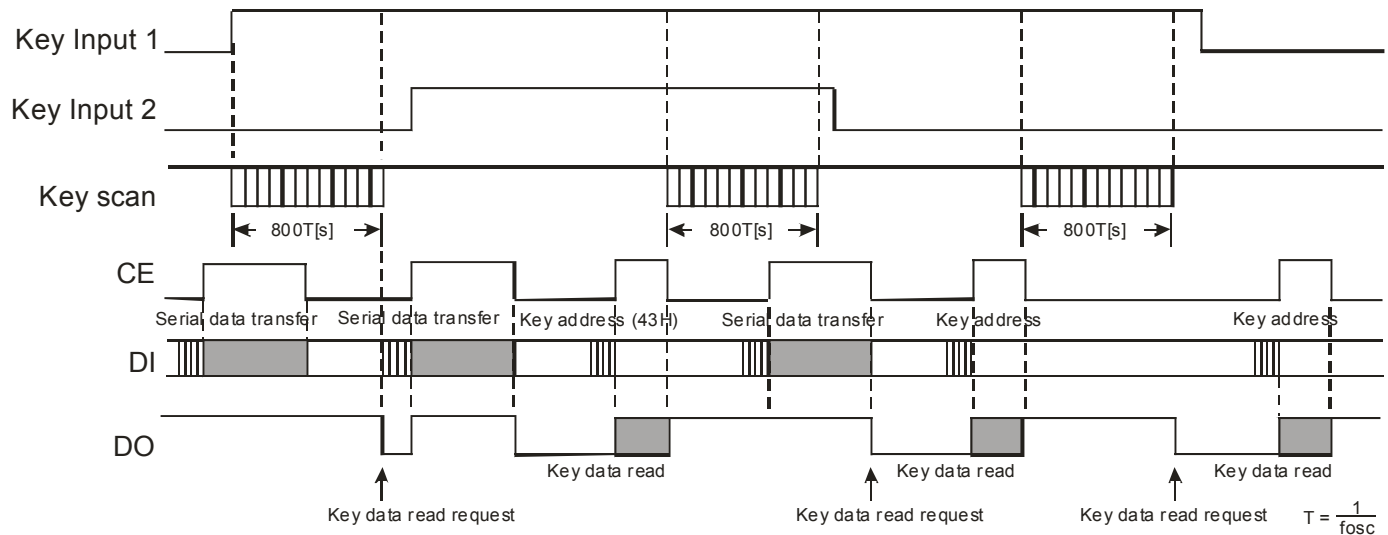 Key Input 1
Key Input 2
Key scan
800T[s] 800T[s] 800T[s]
CE
Serial data transfer Serial data transfer Key address (43H) Serial data transfer Key address Key address
DI
DO
Key data read Key data read Key data read
Key data read request Key data read request Key data read request T = 1/fosc